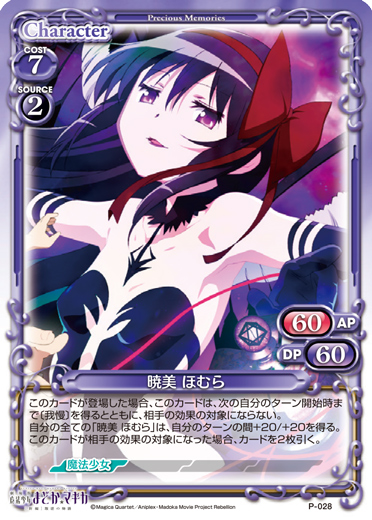 Precious Memories
Character
COST
7
SOURCE
2
60 AP
DP 60
暁美 ほむら
このカードが登場した場合、このカードは、次の自分のターン開始時ま
で［我慢］を得るとともに、相手の効果の対象にならない。
自分の全ての「暁美 ほむら」は、自分のターンの間+20/+20を得る。
このカードが相手の効果の対象になった場合、カードを2枚引く。
魔法少女
まどか☆マギカ
P-028
©Magica Quartet／Aniplex・Madoka Movie Project Rebellion